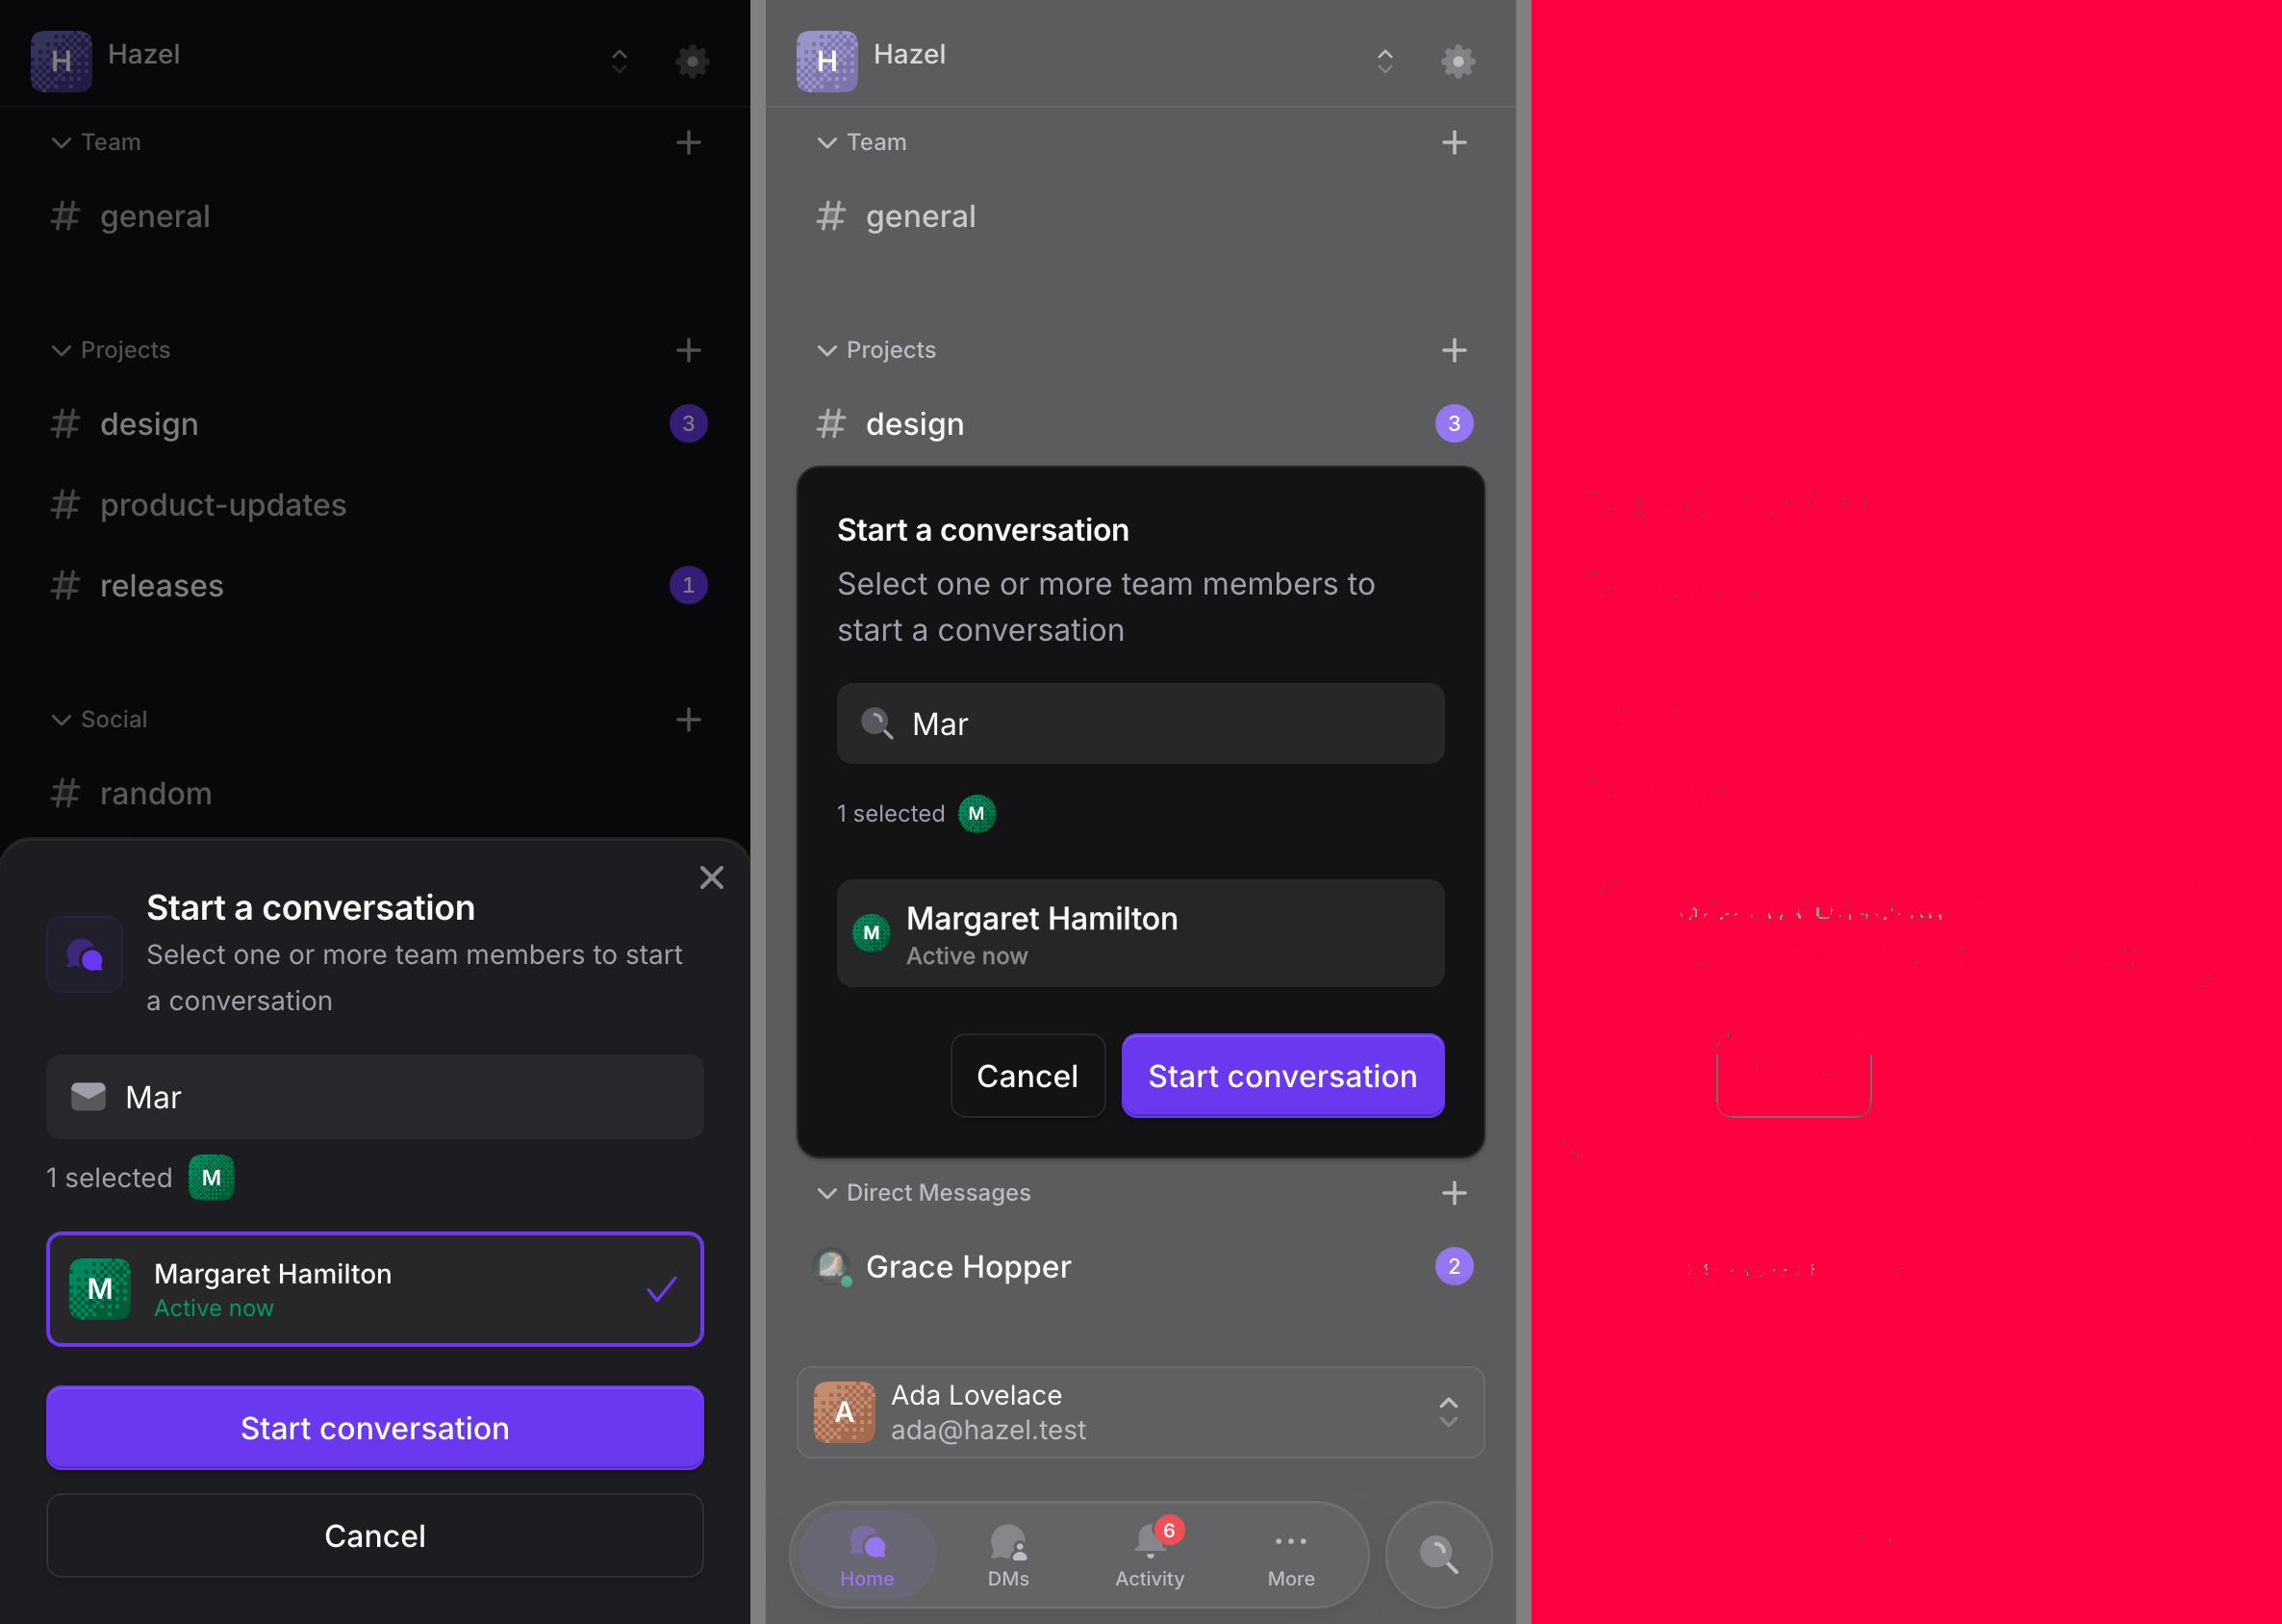 H Hazel
Team
# general
Projects
# design 3
# product-updates
# releases 1
Social
# random
Start a conversation
Select one or more team members to start
a conversation
Mar
1 selected M
M Margaret Hamilton
Active now
Start conversation
Cancel
H Hazel
Team
# general
Projects
# design 3
Start a conversation
Select one or more team members to
start a conversation
Mar
1 selected M
M Margaret Hamilton
Active now
Cancel Start conversation
Direct Messages
Grace Hopper 2
A Ada Lovelace
ada@hazel.test
6
Home DMs Activity More